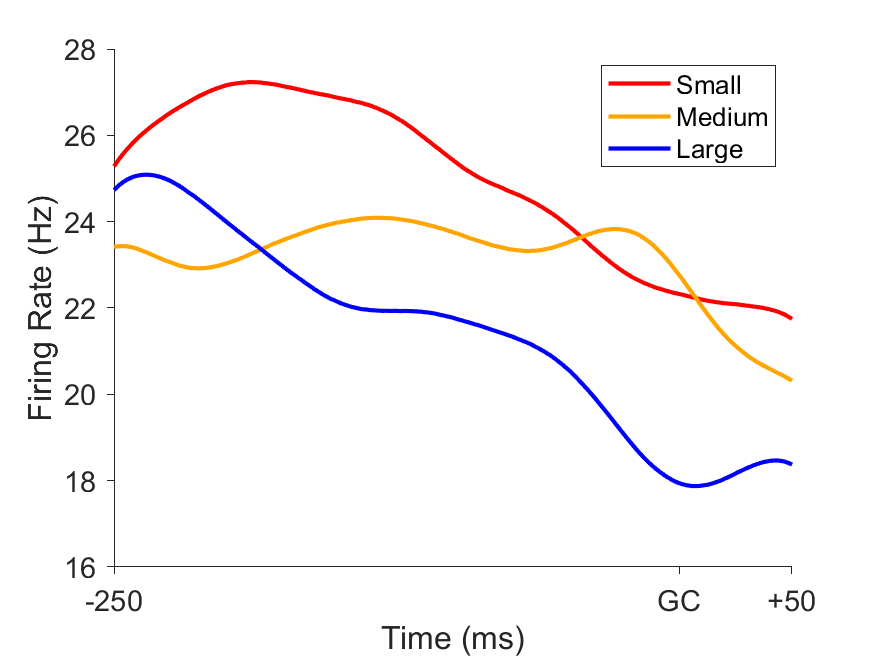 28
26
24
22
20
18
16
Firing Rate (Hz)
Small
Medium
Large
-250
GC
+50
Time (ms)